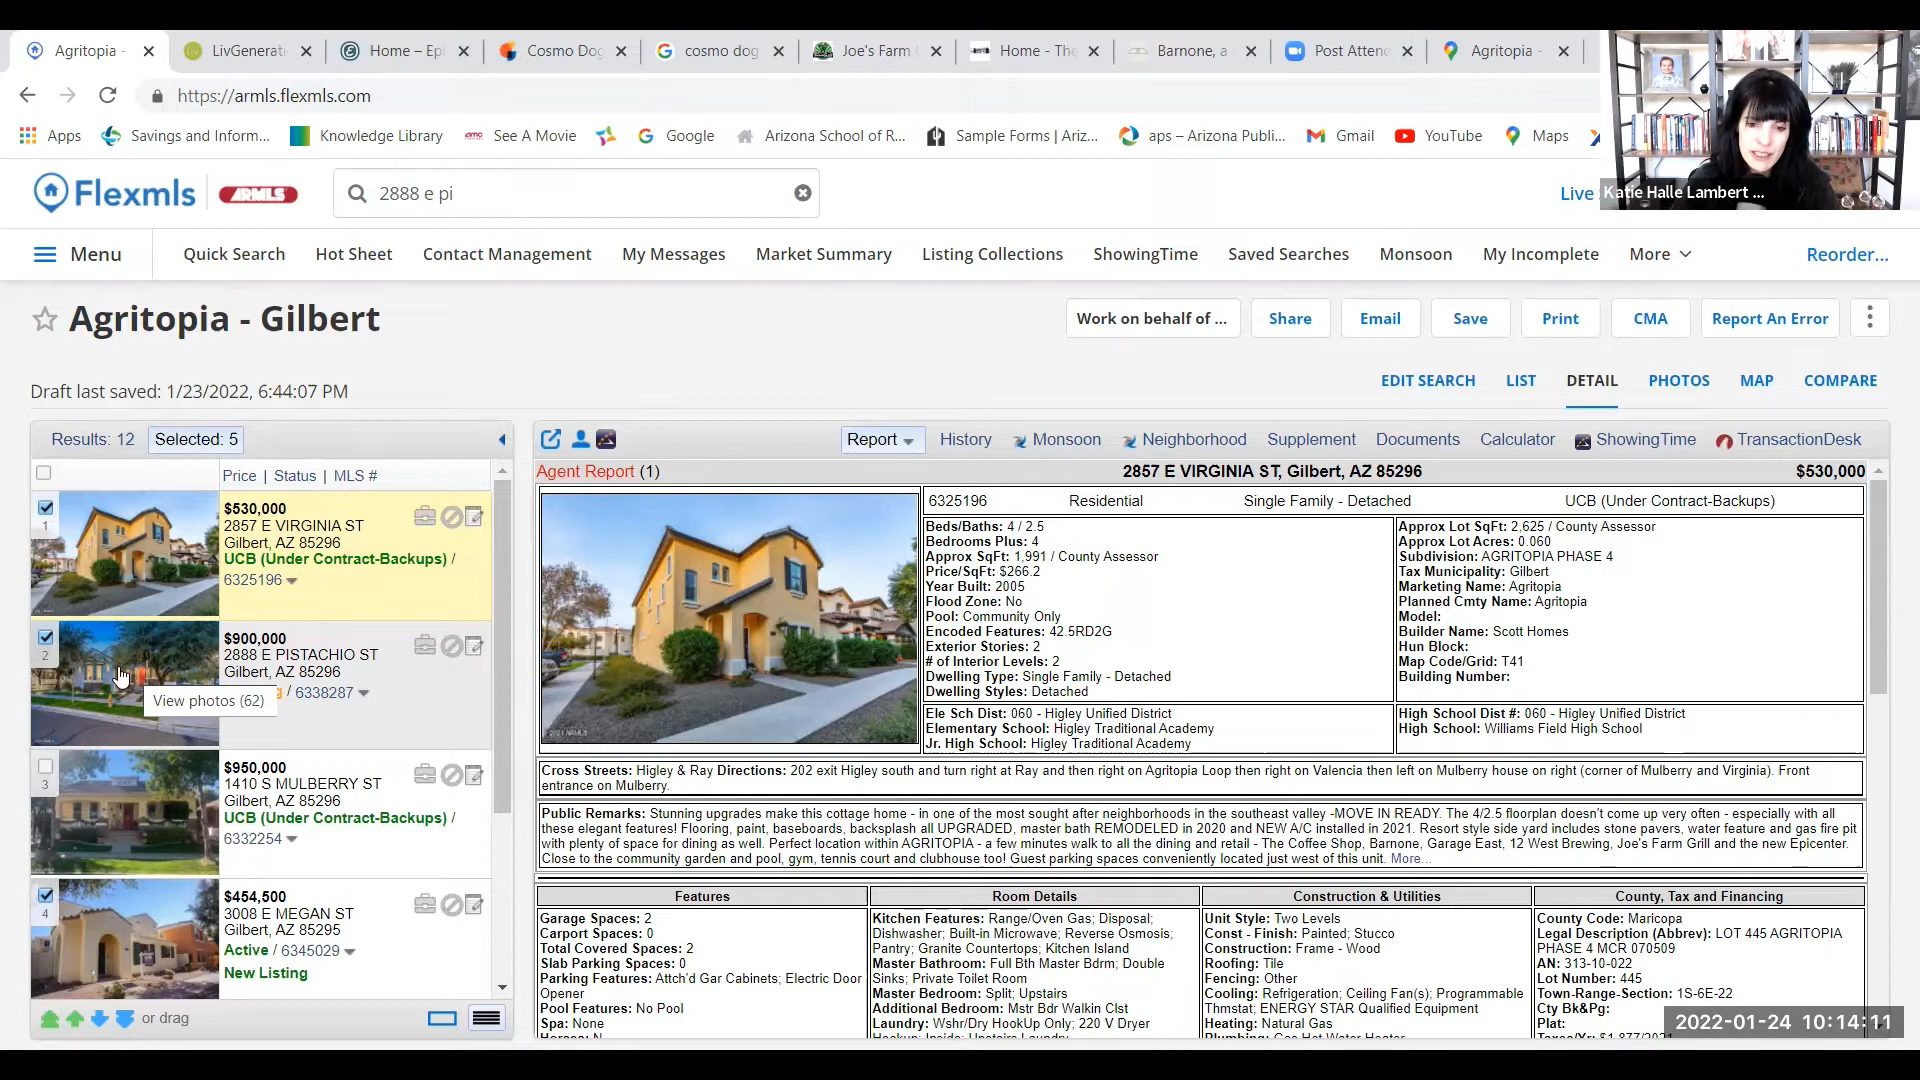 Agritopia -
LivGenerati
Home – Epi
Cosmo Dog
cosmo dog
Joe's Farm
Home - The
Barnone, a
Post Atten
Agritopia -
https://armls.flexmls.com
Apps
Savings and Inform...
Knowledge Library
amc See A Movie
Google
Arizona School of R...
Sample Forms | Ariz...
aps – Arizona Publi...
Gmail
YouTube
Maps
Flexmls
ARMLS
2888 e pi
Live
Katie Halle Lambert ...
Menu
Quick Search
Hot Sheet
Contact Management
My Messages
Market Summary
Listing Collections
ShowingTime
Saved Searches
Monsoon
My Incomplete
More
Reorder...
Agritopia - Gilbert
Work on behalf of ...
Share
Email
Save
Print
CMA
Report An Error
Draft last saved: 1/23/2022, 6:44:07 PM
EDIT SEARCH
LIST
DETAIL
PHOTOS
MAP
COMPARE
Results: 12
Selected: 5
Price | Status | MLS #
1
$530,000
2857 E VIRGINIA ST
Gilbert, AZ 85296
UCB (Under Contract-Backups) /
6325196
2
$900,000
2888 E PISTACHIO ST
Gilbert, AZ 85296
g / 6338287
View photos (62)
3
$950,000
1410 S MULBERRY ST
Gilbert, AZ 85296
UCB (Under Contract-Backups) /
6332254
4
$454,500
3008 E MEGAN ST
Gilbert, AZ 85295
Active / 6345029
New Listing
or drag
Report
History
Monsoon
Neighborhood
Supplement
Documents
Calculator
ShowingTime
TransactionDesk
Agent Report (1)
2857 E VIRGINIA ST, Gilbert, AZ 85296
$530,000
6325196
Residential
Single Family - Detached
UCB (Under Contract-Backups)
Beds/Baths: 4 / 2.5
Bedrooms Plus: 4
Approx SqFt: 1,991 / County Assessor
Price/SqFt: $266.2
Year Built: 2005
Flood Zone: No
Pool: Community Only
Encoded Features: 42.5RD2G
Exterior Stories: 2
# of Interior Levels: 2
Dwelling Type: Single Family - Detached
Dwelling Styles: Detached
Approx Lot SqFt: 2,625 / County Assessor
Approx Lot Acres: 0.060
Subdivision: AGRITOPIA PHASE 4
Tax Municipality: Gilbert
Marketing Name: Agritopia
Planned Cmty Name: Agritopia
Model:
Builder Name: Scott Homes
Hun Block:
Map Code/Grid: T41
Building Number:
Ele Sch Dist: 060 - Higley Unified District
Elementary School: Higley Traditional Academy
Jr. High School: Higley Traditional Academy
High School Dist #: 060 - Higley Unified District
High School: Williams Field High School
Cross Streets: Higley & Ray Directions: 202 exit Higley south and turn right at Ray and then right on Agritopia Loop then right on Valencia then left on Mulberry house on right (corner of Mulberry and Virginia). Front
entrance on Mulberry.
Public Remarks: Stunning upgrades make this cottage home - in one of the most sought after neighborhoods in the southeast valley -MOVE IN READY. The 4/2.5 floorplan doesn't come up very often - especially with all
these elegant features! Flooring, paint, baseboards, backsplash all UPGRADED, master bath REMODELED in 2020 and NEW A/C installed in 2021. Resort style side yard includes stone pavers, water feature and gas fire pit
with plenty of space for dining as well. Perfect location within AGRITOPIA - a few minutes walk to all the dining and retail - The Coffee Shop, Barnone, Garage East, 12 West Brewing, Joe's Farm Grill and the new Epicenter.
Close to the community garden and pool, gym, tennis court and clubhouse too! Guest parking spaces conveniently located just west of this unit. More...
Features
Garage Spaces: 2
Carport Spaces: 0
Total Covered Spaces: 2
Slab Parking Spaces: 0
Parking Features: Attch'd Gar Cabinets; Electric Door
Opener
Pool Features: No Pool
Spa: None
Horses: N
Room Details
Kitchen Features: Range/Oven Gas; Disposal;
Dishwasher; Built-in Microwave; Reverse Osmosis;
Pantry; Granite Countertops; Kitchen Island
Master Bathroom: Full Bth Master Bdrm; Double
Sinks; Private Toilet Room
Master Bedroom: Split; Upstairs
Additional Bedroom: Mstr Bdr Walkin Clst
Laundry: Wshr/Dry HookUp Only; 220 V Dryer
Hookup; Inside; Upstairs Laundry
Construction & Utilities
Unit Style: Two Levels
Const - Finish: Painted; Stucco
Construction: Frame - Wood
Roofing: Tile
Fencing: Other
Cooling: Refrigeration; Ceiling Fan(s); Programmable
Thmstat; ENERGY STAR Qualified Equipment
Heating: Natural Gas
Plumbing: Gas Hot Water Heater
County, Tax and Financing
County Code: Maricopa
Legal Description (Abbrev): LOT 445 AGRITOPIA
PHASE 4 MCR 070509
AN: 313-10-022
Lot Number: 445
Town-Range-Section: 1S-6E-22
Cty Bk&Pg:
Plat:
Taxes/Yr: $1,877/2021
2022-01-24 10:14:11